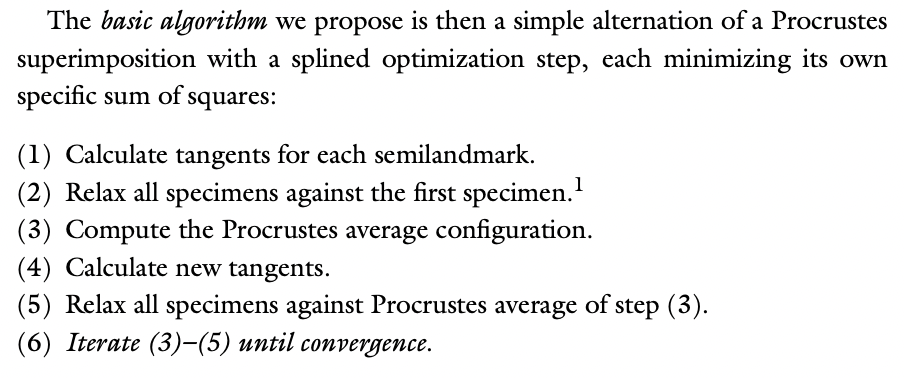 The basic algorithm we propose is then a simple alternation of a Procrustes
superimposition with a splined optimization step, each minimizing its own
specific sum of squares:
(1) Calculate tangents for each semilandmark.
(2) Relax all specimens against the first specimen.¹
(3) Compute the Procrustes average configuration.
(4) Calculate new tangents.
(5) Relax all specimens against Procrustes average of step (3).
(6) Iterate (3)–(5) until convergence.